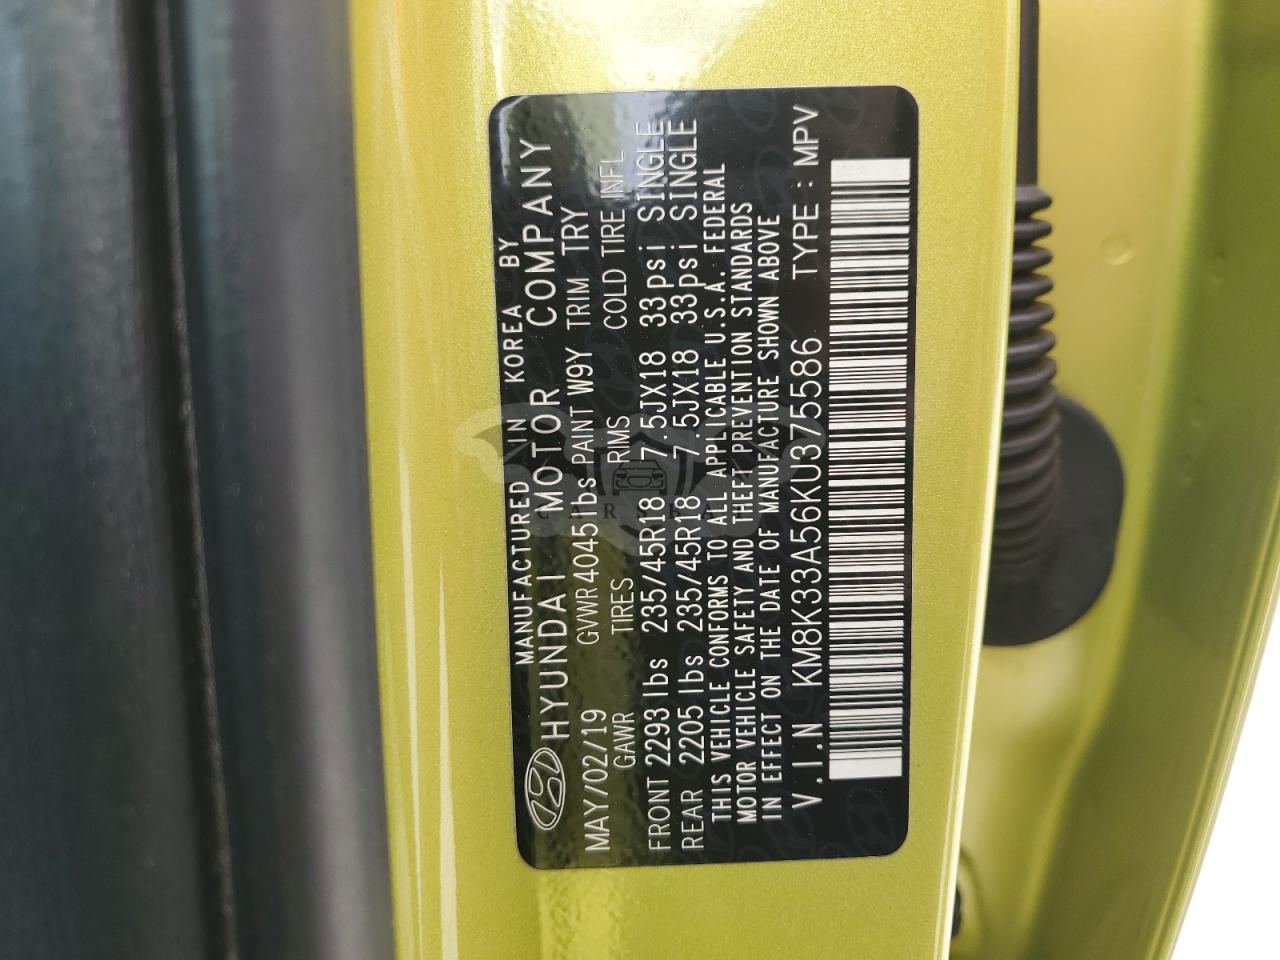 MANUFACTURED IN KOREA BY
HYUNDAI MOTOR COMPANY
MAY/02/19 GVWR 4045 lbs PAINT W9Y TRIM TRY
GAWR TIRES RIMS COLD TIRE INFL
FRONT 2293 lbs 235/45R18 7.5JX18 33psi SINGLE
REAR 2205 lbs 235/45R18 7.5JX18 33psi SINGLE
THIS VEHICLE CONFORMS TO ALL APPLICABLE U.S.A. FEDERAL
MOTOR VEHICLE SAFETY AND THEFT PREVENTION STANDARDS
IN EFFECT ON THE DATE OF MANUFACTURE SHOWN ABOVE
V.I.N KM8K33A56KU375586 TYPE : MPV